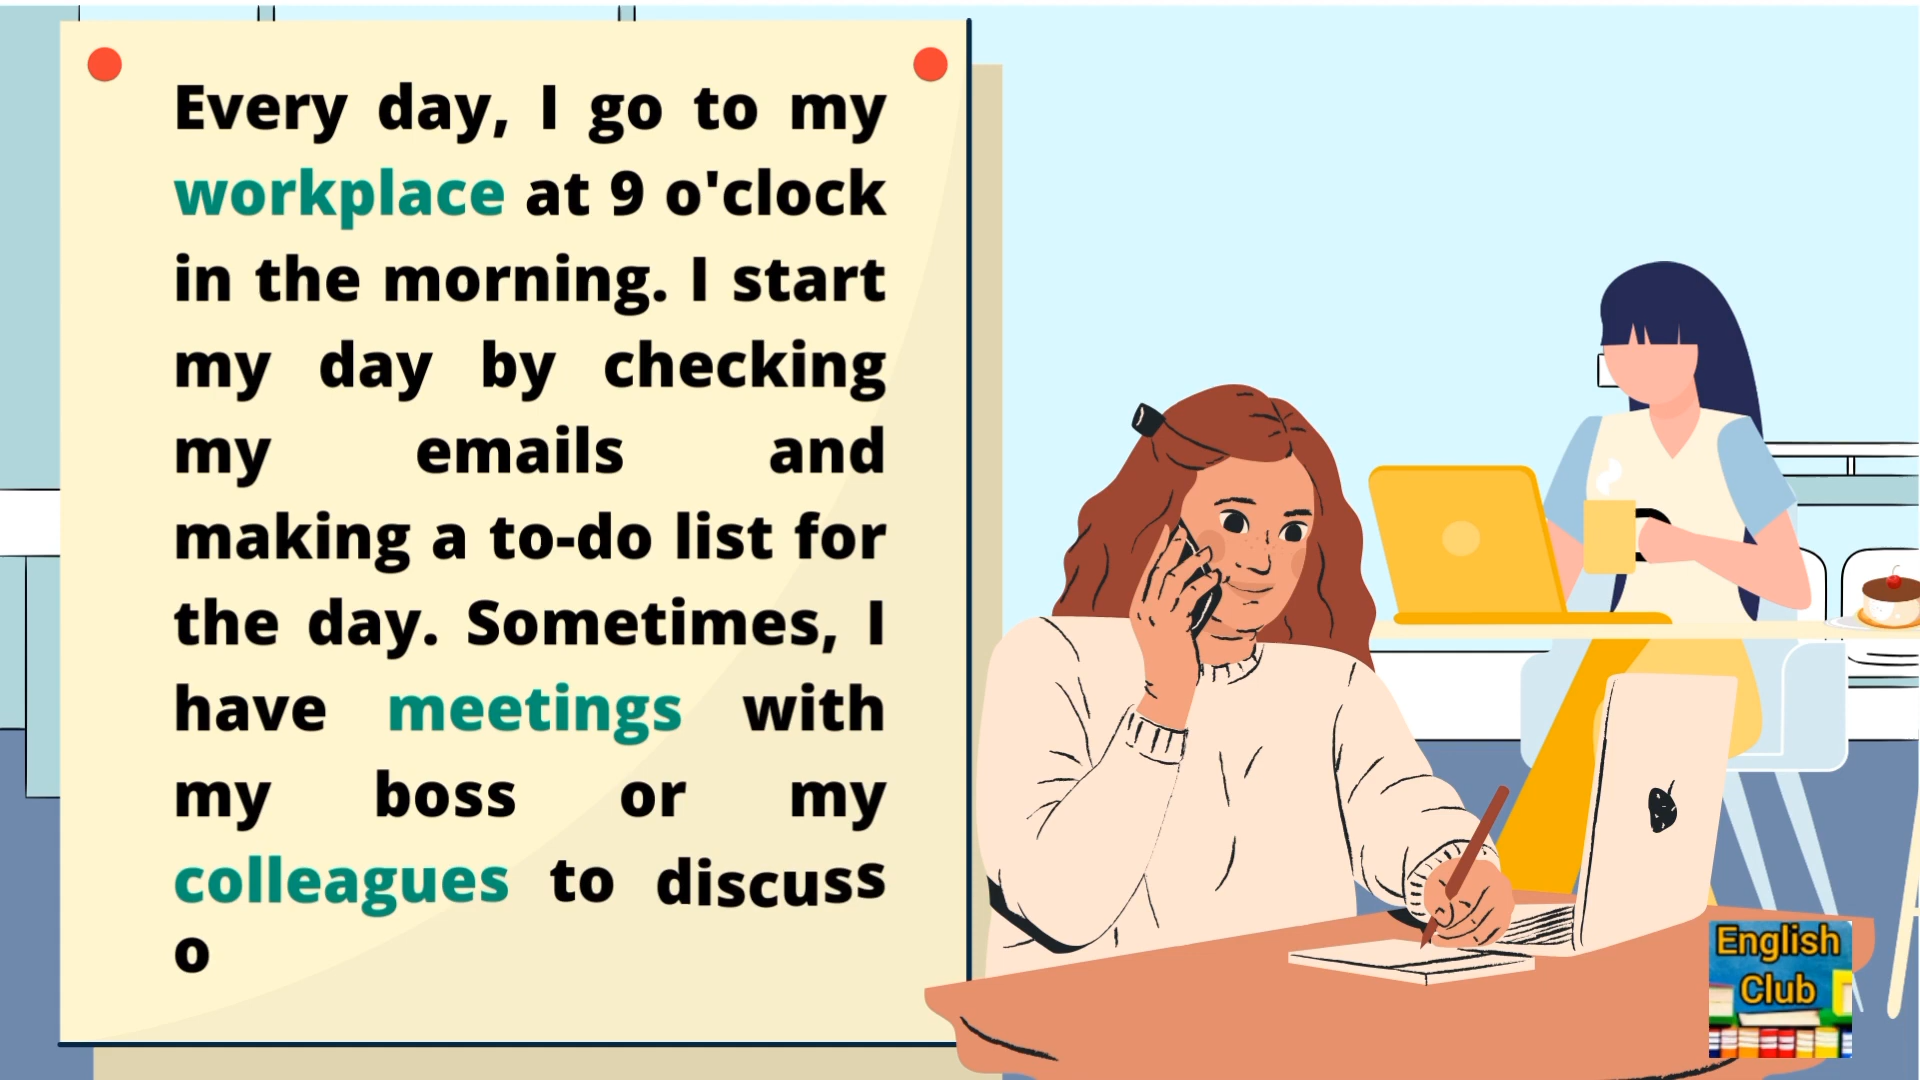 Every day, I go to my
workplace at 9 o'clock
in the morning. I start
my day by checking
my emails and
making a to-do list for
the day. Sometimes, I
have meetings with
my boss or my
colleagues to discuss
o
English
Club